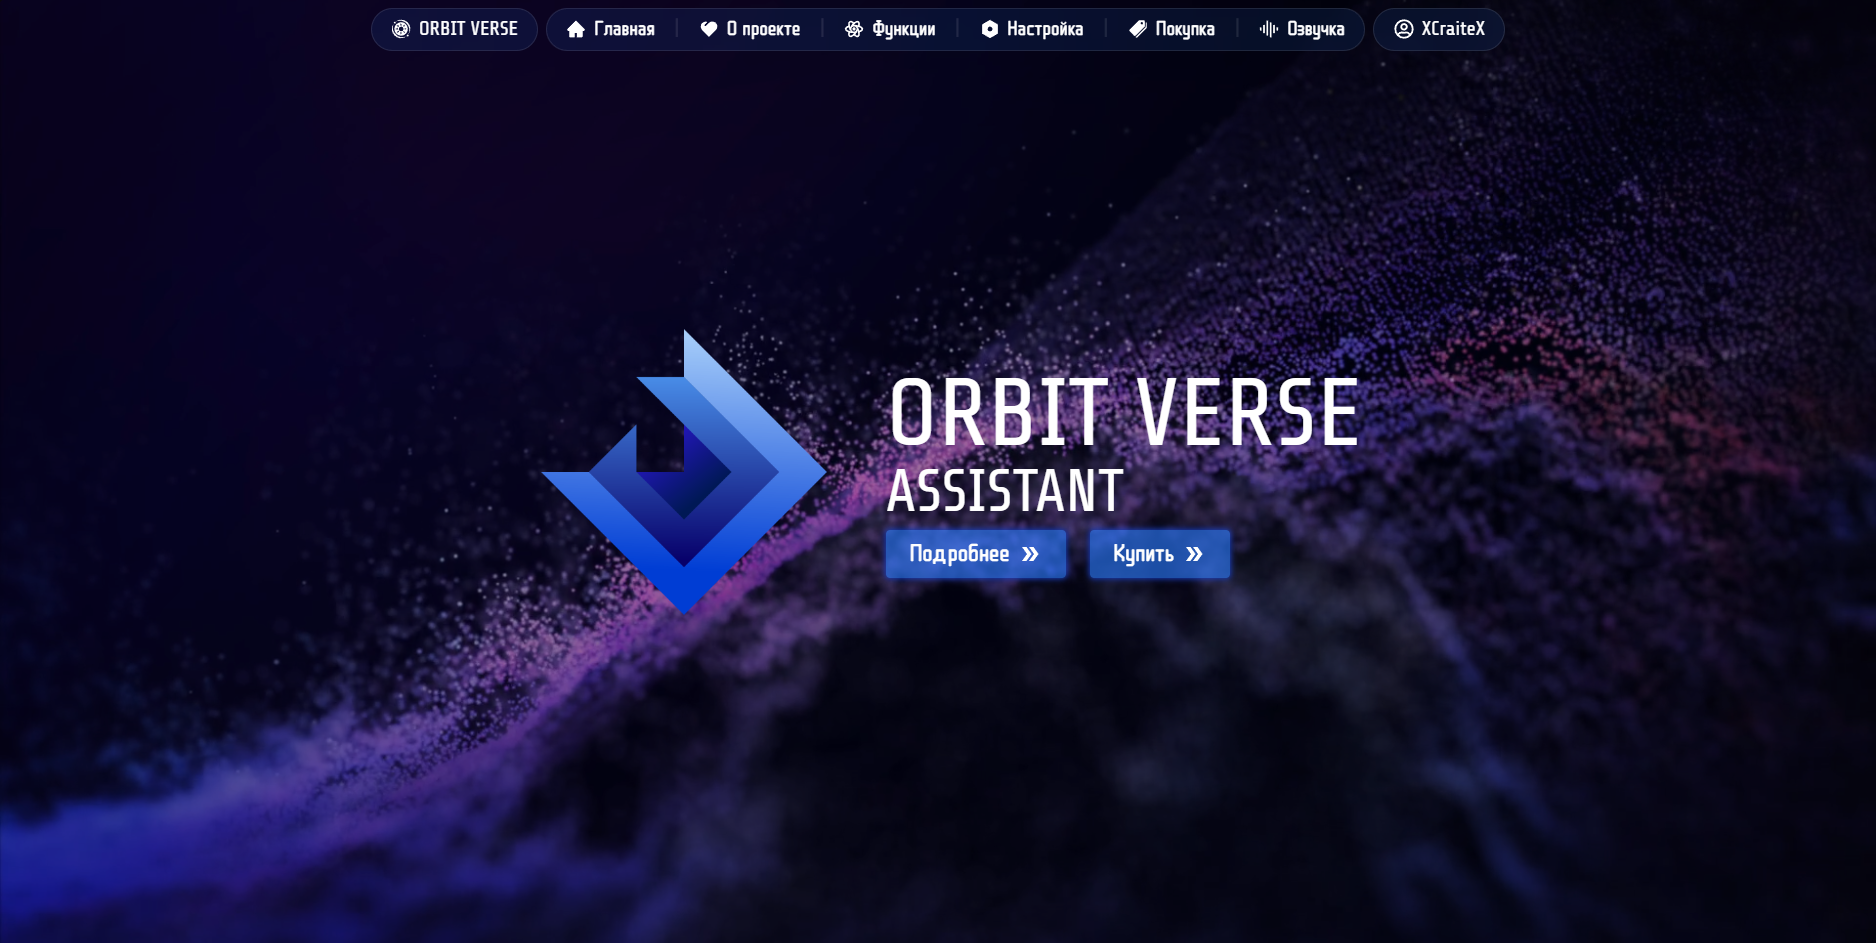 ORBIT VERSE
Главная
О проекте
Функции
Настройка
Покупка
Озвучка
XCraiteX
ORBIT VERSE
ASSISTANT
Подробнее
Купить